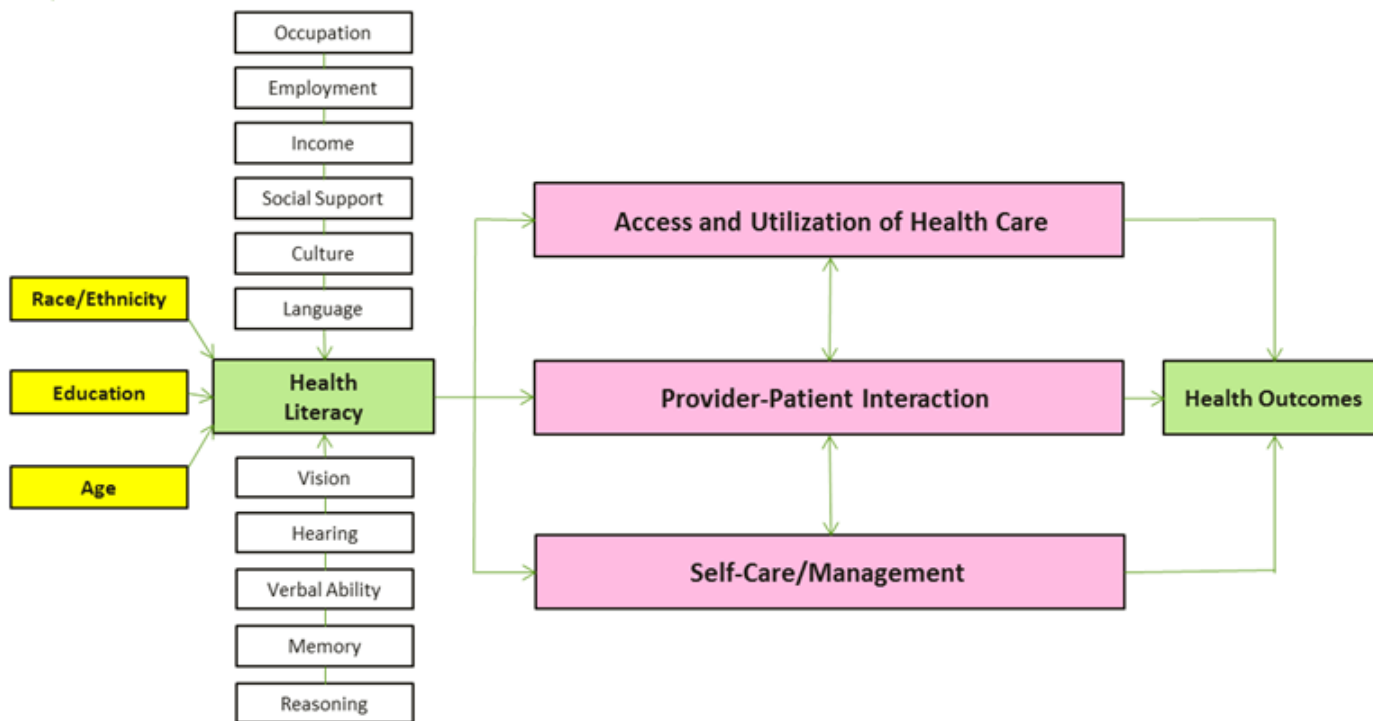 Occupation
Employment
Income
Social Support
Culture
Language
Race/Ethnicity
Education
Age
Health
Literacy
Vision
Hearing
Verbal Ability
Memory
Reasoning
Access and Utilization of Health Care
Provider-Patient Interaction
Self-Care/Management
Health Outcomes